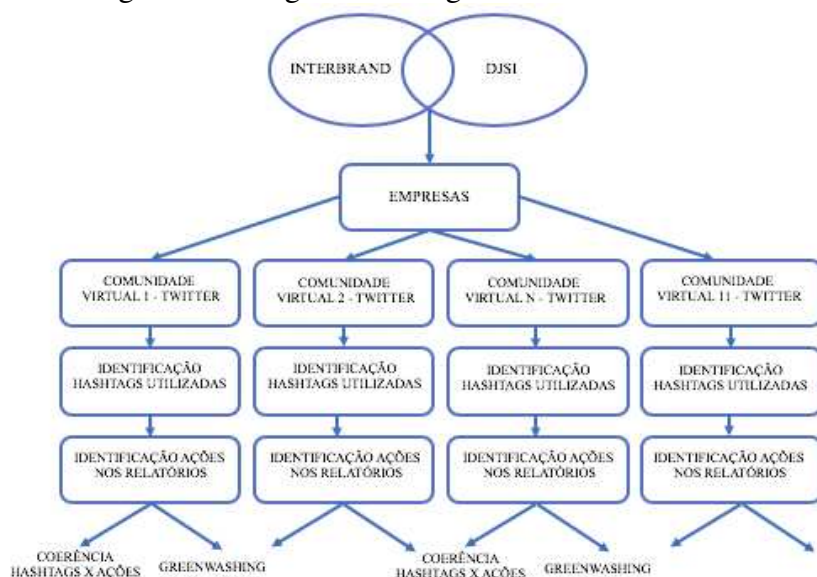 INTERBRAND
DJSI
EMPRESAS
COMUNIDADE
VIRTUAL 1 - TWITTER
COMUNIDADE
VIRTUAL 2 - TWITTER
COMUNIDADE
VIRTUAL N - TWITTER
COMUNIDADE
VIRTUAL 11 - TWITTER
IDENTIFICAÇÃO
HASHTAGS UTILIZADAS
IDENTIFICAÇÃO
HASHTAGS UTILIZADAS
IDENTIFICAÇÃO
HASHTAGS UTILIZADAS
IDENTIFICAÇÃO
HASHTAGS UTILIZADAS
IDENTIFICAÇÃO AÇÕES
NOS RELATÓRIOS
IDENTIFICAÇÃO AÇÕES
NOS RELATÓRIOS
IDENTIFICAÇÃO AÇÕES
NOS RELATÓRIOS
IDENTIFICAÇÃO AÇÕES
NOS RELATÓRIOS
COERÊNCIA
HASHTAGS X AÇÕES
GREENWASHING
COERÊNCIA
HASHTAGS X AÇÕES
GREENWASHING